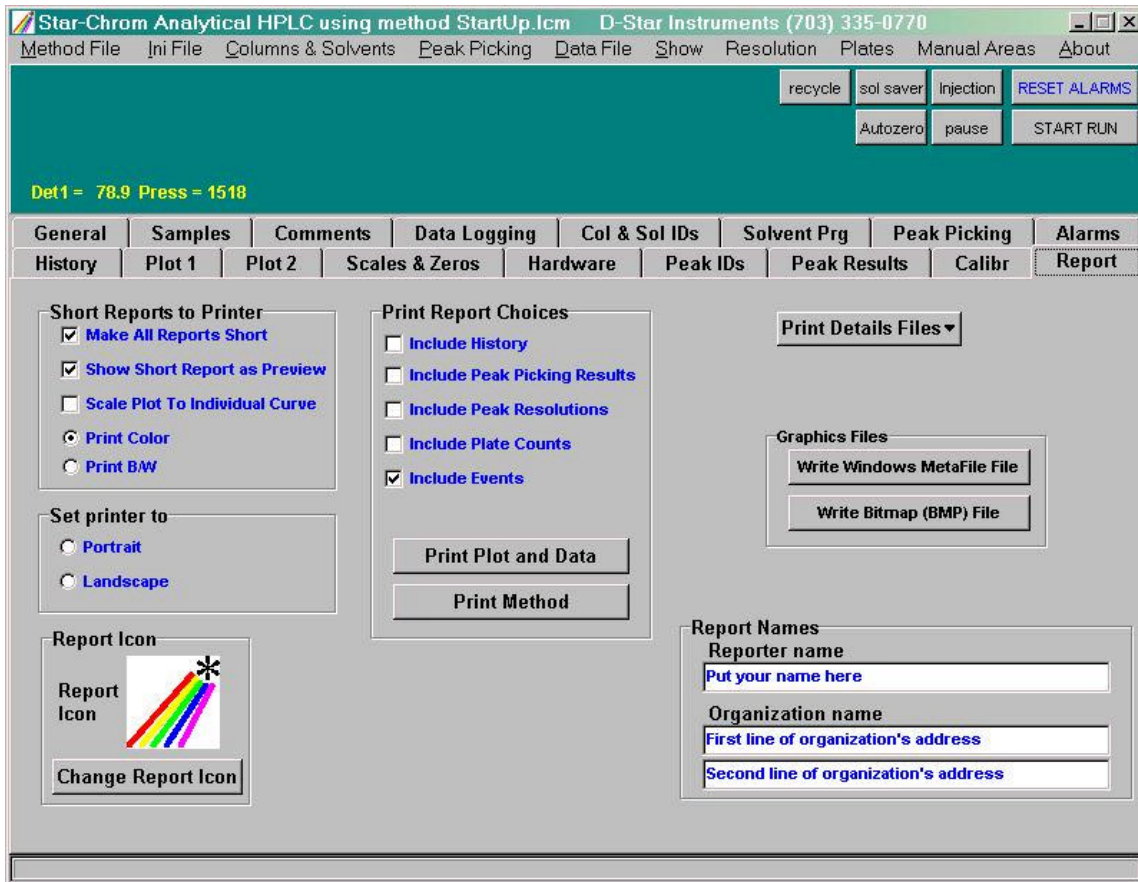 Star-Chrom Analytical HPLC using method StartUp.lcm D-Star Instruments (703) 335-0770
Method File Ini File Columns & Solvents Peak Picking Data File Show Resolution Plates Manual Areas About
recycle sol saver Injection RESET ALARMS
Autozero pause START RUN
Det1 = 78.9 Press = 1518
General Samples Comments Data Logging Col & Sol IDs Solvent Prg Peak Picking Alarms
History Plot 1 Plot 2 Scales & Zeros Hardware Peak IDs Peak Results Calibr Report
Short Reports to Printer
Make All Reports Short
Show Short Report as Preview
Scale Plot To Individual Curve
Print Color
Print B/W
Set printer to
Portrait
Landscape
Report Icon
Report
Icon
Change Report Icon
Print Report Choices
Include History
Include Peak Picking Results
Include Peak Resolutions
Include Plate Counts
Include Events
Print Plot and Data
Print Method
Print Details Files
Graphics Files
Write Windows MetaFile File
Write Bitmap (BMP) File
Report Names
Reporter name
Put your name here
Organization name
First line of organization's address
Second line of organization's address